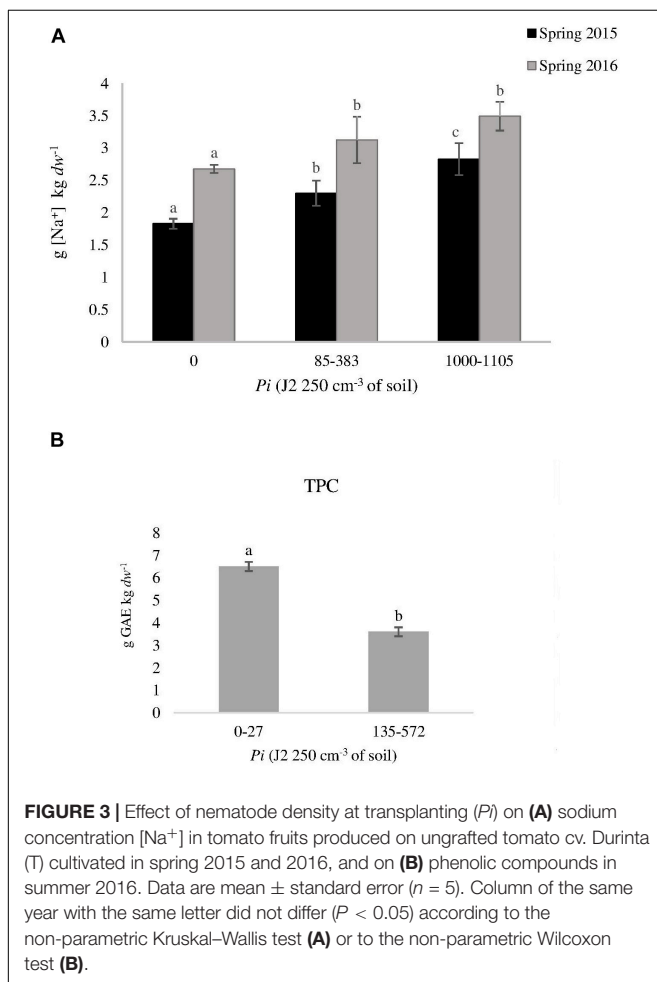 A
Spring 2015
Spring 2016
g [Na⁺] kg dw⁻¹
4
3.5
3
2.5
2
1.5
1
0.5
0
a
a
b
b
c
b
0
85-383
1000-1105
Pi (J2 250 cm⁻³ of soil)
B
TPC
g GAE kg dw⁻¹
8
7
6
5
4
3
2
1
0
a
b
0-27
135-572
Pi (J2 250 cm⁻³ of soil)
FIGURE 3 | Effect of nematode density at transplanting (Pi) on (A) sodium
concentration [Na⁺] in tomato fruits produced on ungrafted tomato cv. Durinta
(T) cultivated in spring 2015 and 2016, and on (B) phenolic compounds in
summer 2016. Data are mean ± standard error (n = 5). Column of the same
year with the same letter did not differ (P < 0.05) according to the
non-parametric Kruskal–Wallis test (A) or to the non-parametric Wilcoxon
test (B).